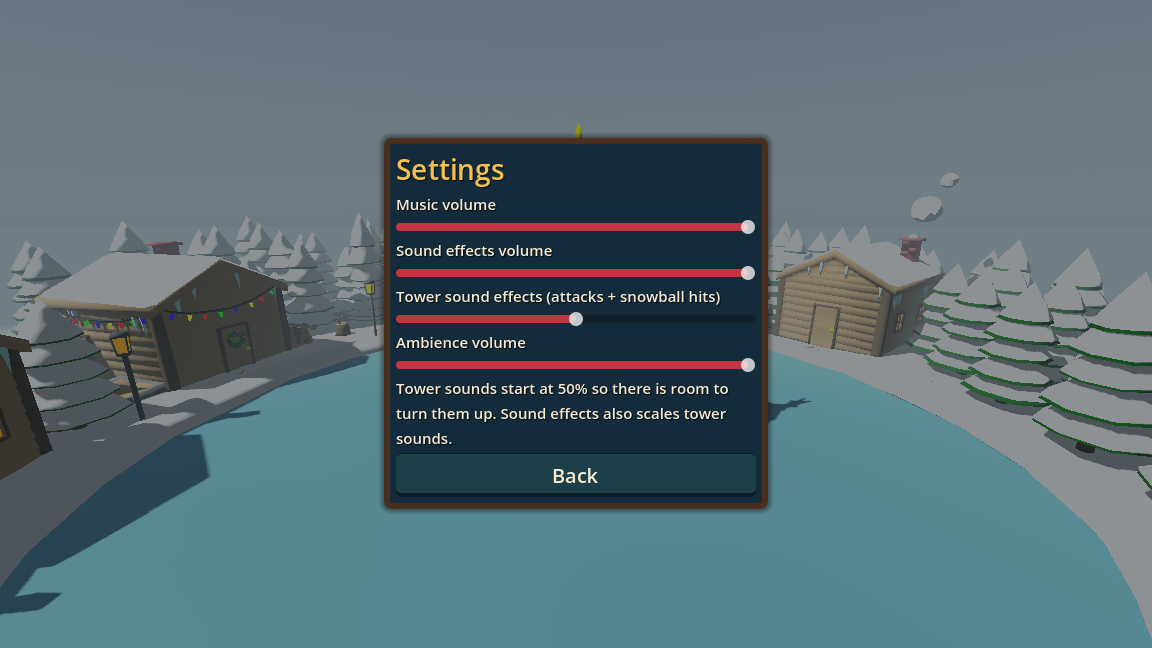 Settings
Music volume
Sound effects volume
Tower sound effects (attacks + snowball hits)
Ambience volume
Tower sounds start at 50% so there is room to
turn them up. Sound effects also scales tower
sounds.
Back